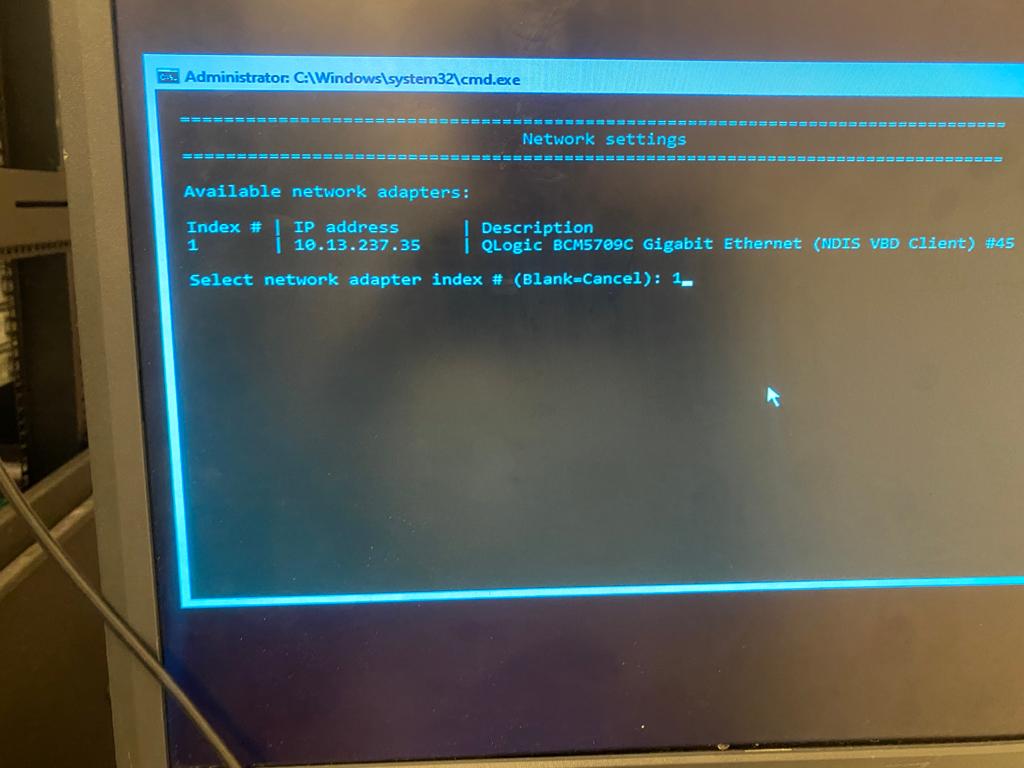 Administrator: C:\Windows\system32\cmd.exe
================================================================================
Network settings
================================================================================
Available network adapters:
Index # | IP address | Description
1 | 10.13.237.35 | QLogic BCM5709C Gigabit Ethernet (NDIS VBD Client) #45
Select network adapter index # (Blank=Cancel): 1_